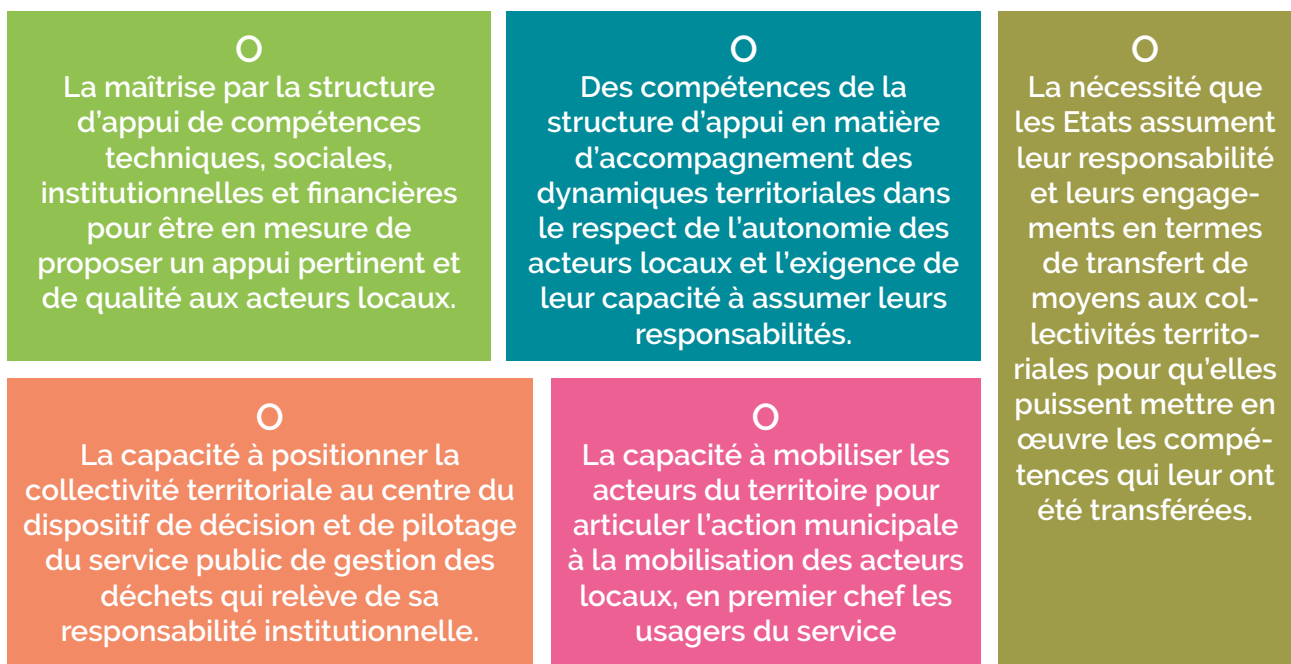 O
La maîtrise par la structure
d'appui de compétences
techniques, sociales,
institutionnelles et financières
pour être en mesure de
proposer un appui pertinent et
de qualité aux acteurs locaux.
O
Des compétences de la
structure d'appui en matière
d'accompagnement des
dynamiques territoriales dans
le respect de l'autonomie des
acteurs locaux et l'exigence de
leur capacité à assumer leurs
responsabilités.
O
La nécessité que
les Etats assument
leur responsabilité
et leurs engage-
ments en termes
de transfert de
moyens aux col-
lectivités territo-
riales pour qu'elles
puissent mettre en
œuvre les compé-
tences qui leur ont
été transférées.
O
La capacité à positionner la
collectivité territoriale au centre du
dispositif de décision et de pilotage
du service public de gestion des
déchets qui relève de sa
responsabilité institutionnelle.
O
La capacité à mobiliser les
acteurs du territoire pour
articuler l'action municipale
à la mobilisation des acteurs
locaux, en premier chef les
usagers du service